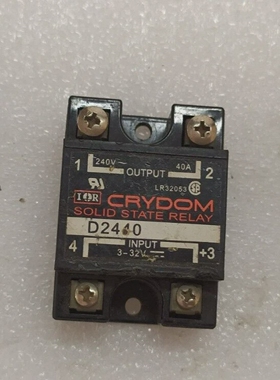 1 240V~ 40A 2
OUTPUT
LR32053
IOR CRYDOM
SOLID STATE RELAY
D2440
4 INPUT +3
3-32V